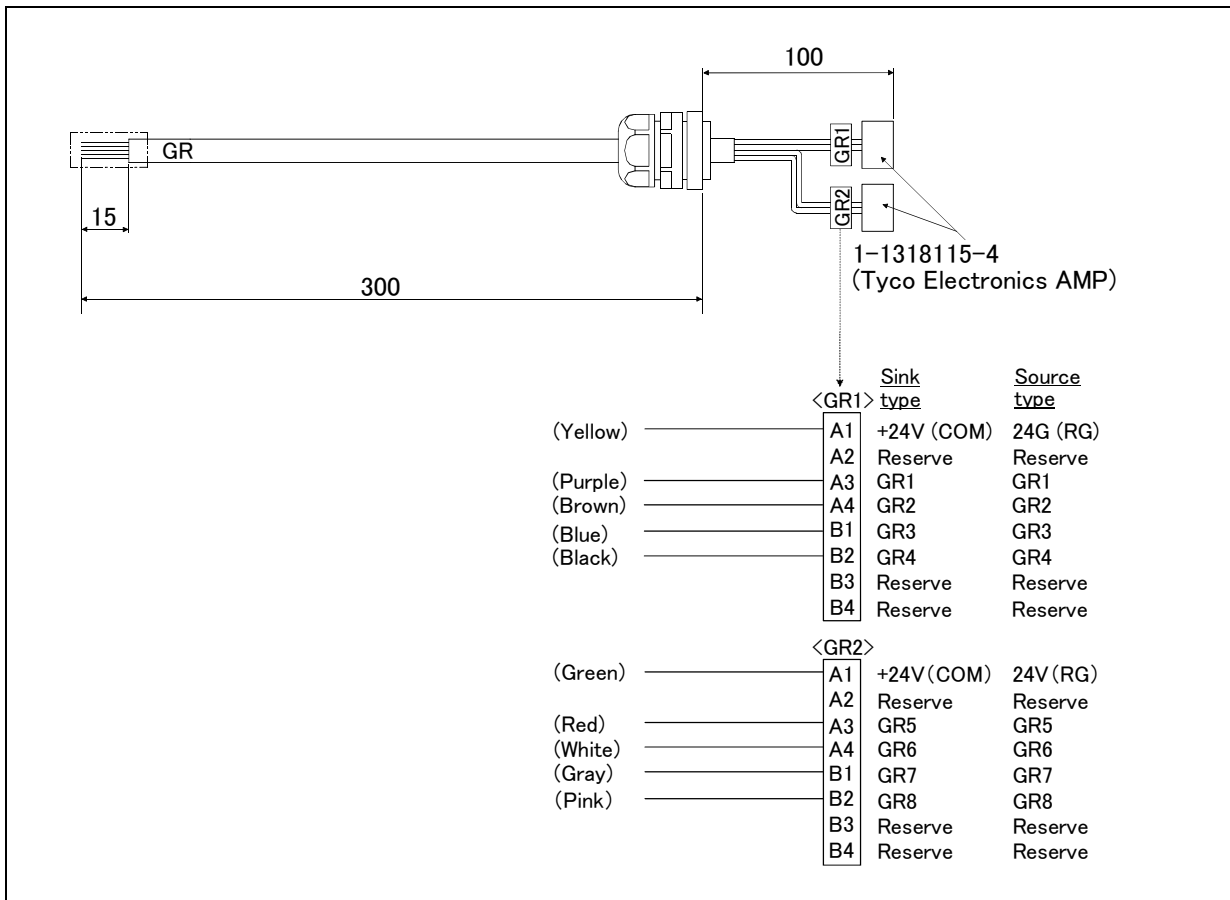 100
GR
GR1
GR2
15
1-1318115-4
(Tyco Electronics AMP)
300
<GR1> Sink type Source type
(Yellow) A1 +24V (COM) 24G (RG)
A2 Reserve Reserve
(Purple) A3 GR1 GR1
(Brown) A4 GR2 GR2
(Blue) B1 GR3 GR3
(Black) B2 GR4 GR4
B3 Reserve Reserve
B4 Reserve Reserve
<GR2>
(Green) A1 +24V(COM) 24V(RG)
A2 Reserve Reserve
(Red) A3 GR5 GR5
(White) A4 GR6 GR6
(Gray) B1 GR7 GR7
(Pink) B2 GR8 GR8
B3 Reserve Reserve
B4 Reserve Reserve